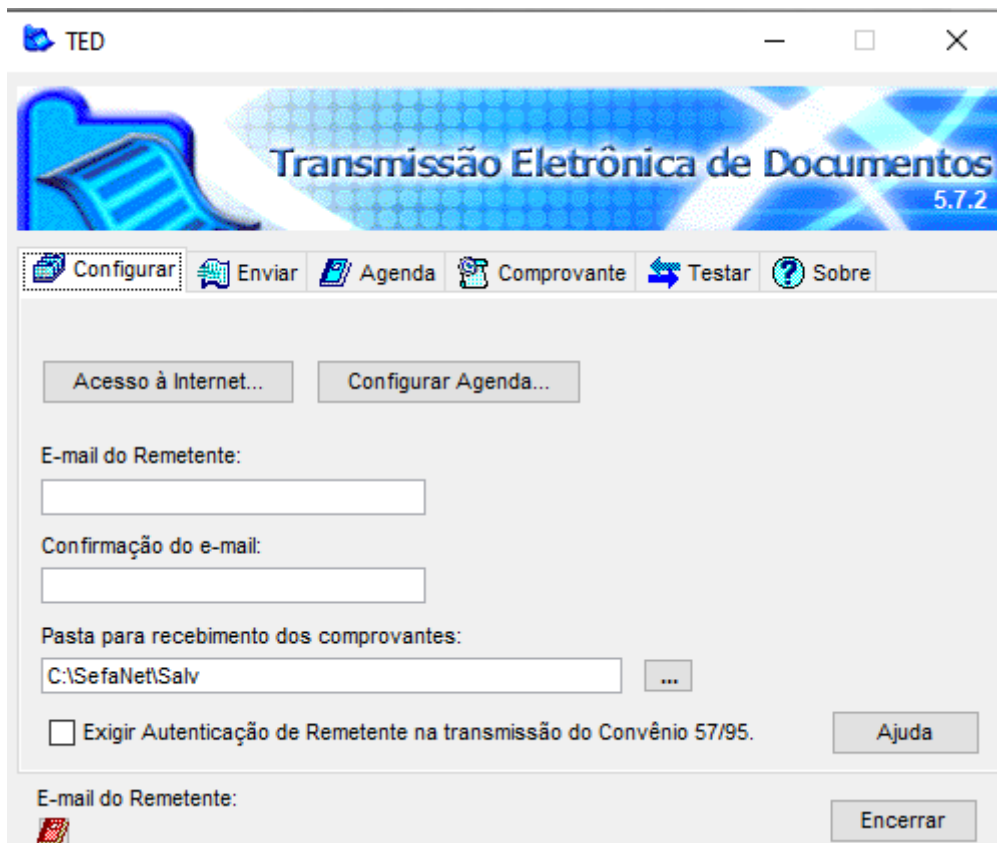 TED
Transmissão Eletrônica de Documentos
5.7.2
Configurar Enviar Agenda Comprovante Testar Sobre
Acesso à Internet... Configurar Agenda...
E-mail do Remetente:
Confirmação do e-mail:
Pasta para recebimento dos comprovantes:
C:\SefaNet\Salv ...
Exigir Autenticação de Remetente na transmissão do Convênio 57/95. Ajuda
E-mail do Remetente:
Encerrar